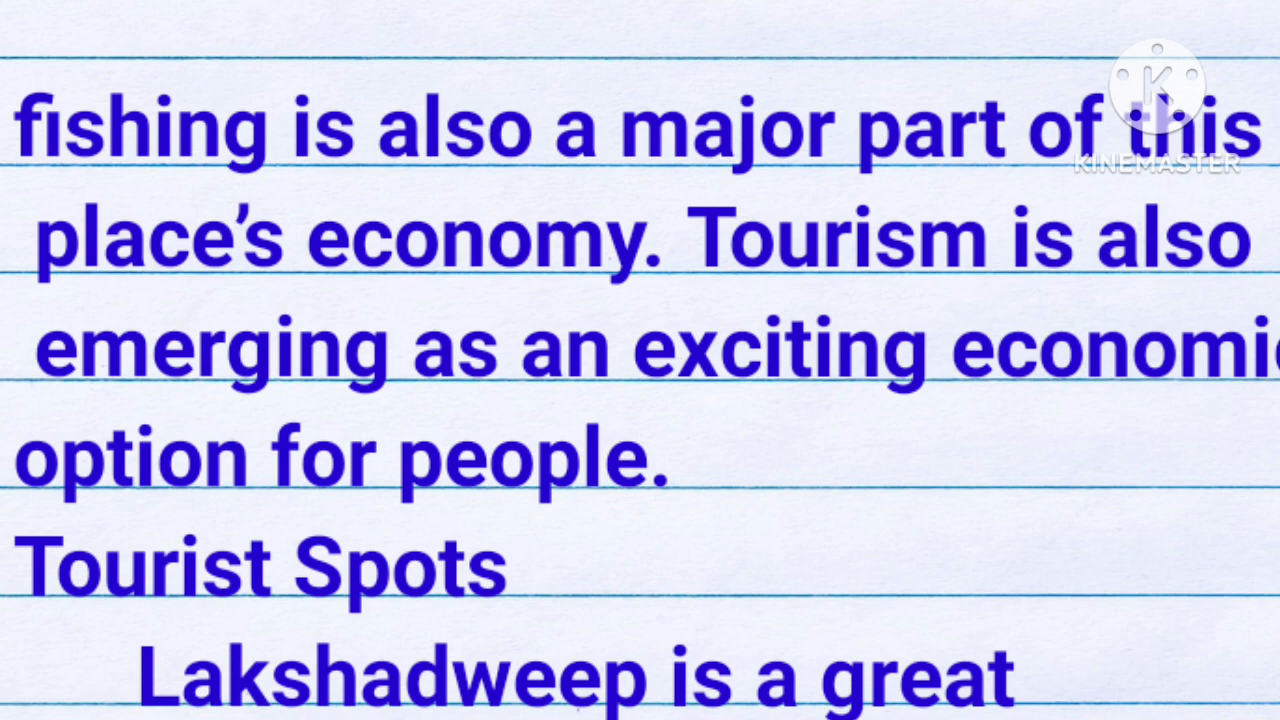 fishing is also a major part of this
place’s economy. Tourism is also
emerging as an exciting economic
option for people.
Tourist Spots
Lakshadweep is a great
K
KINEMASTER